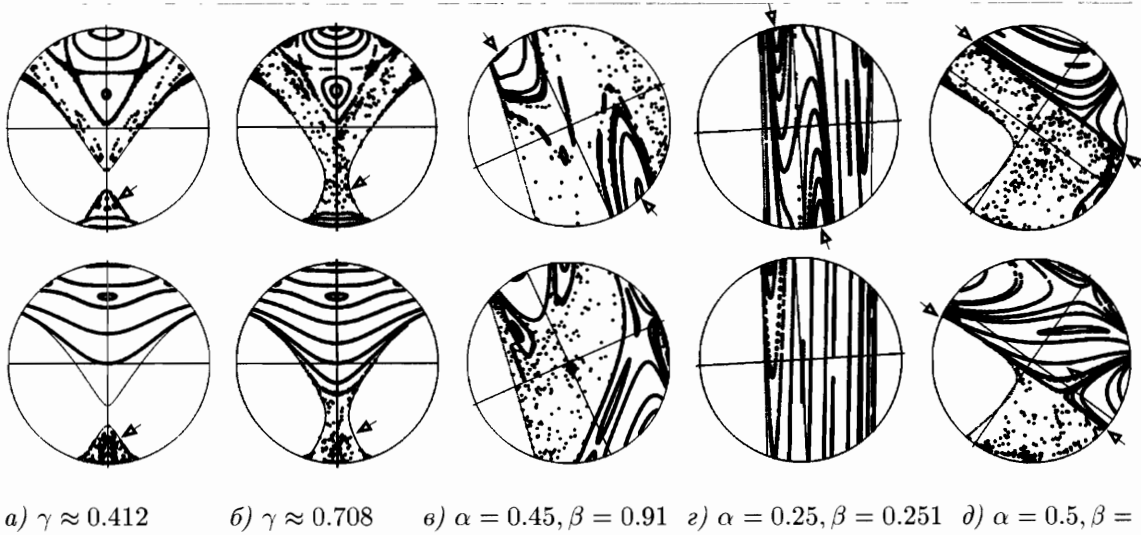 а) γ ≈ 0.412 б) γ ≈ 0.708 в) α = 0.45, β = 0.91 г) α = 0.25, β = 0.251 д) α = 0.5, β =